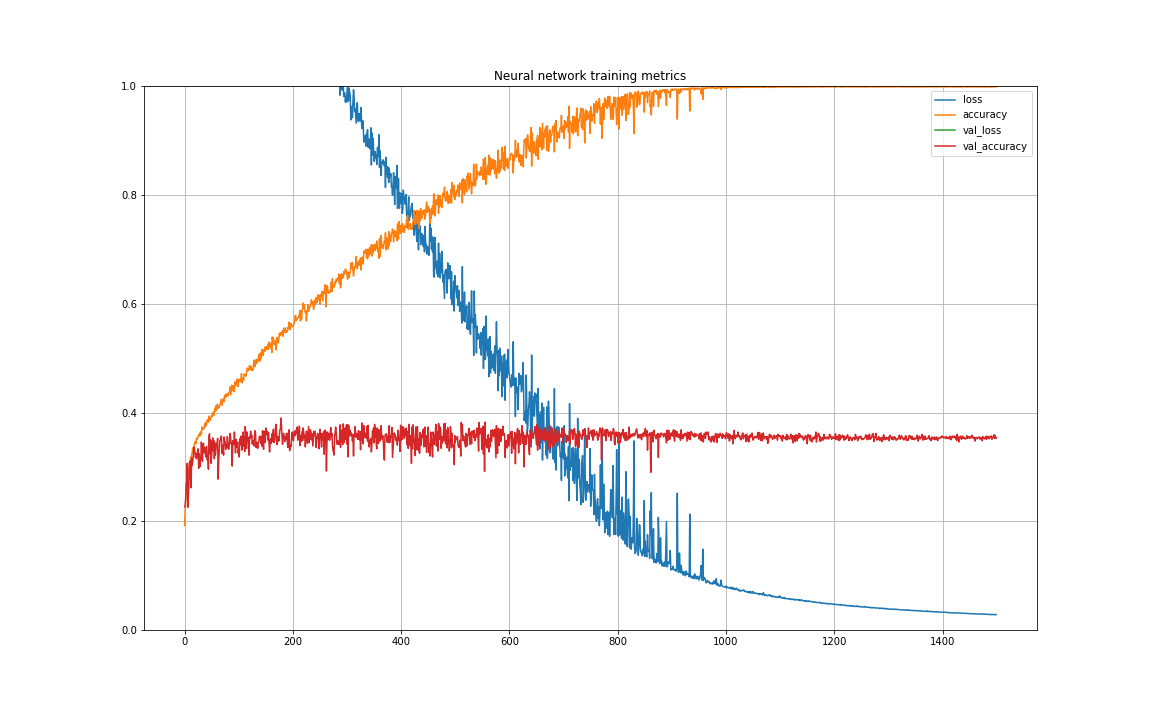 Neural network training metrics
1.0
loss
accuracy
val_loss
val_accuracy
0.8
0.6
0.4
0.2
0.0
0 200 400 600 800 1000 1200 1400